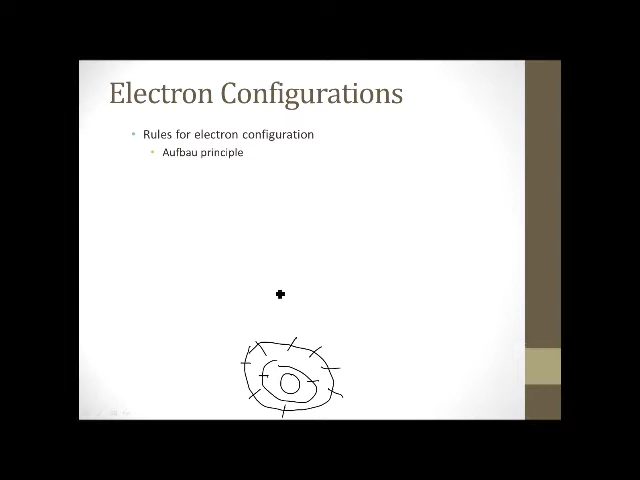 Electron Configurations
Rules for electron configuration
Aufbau principle